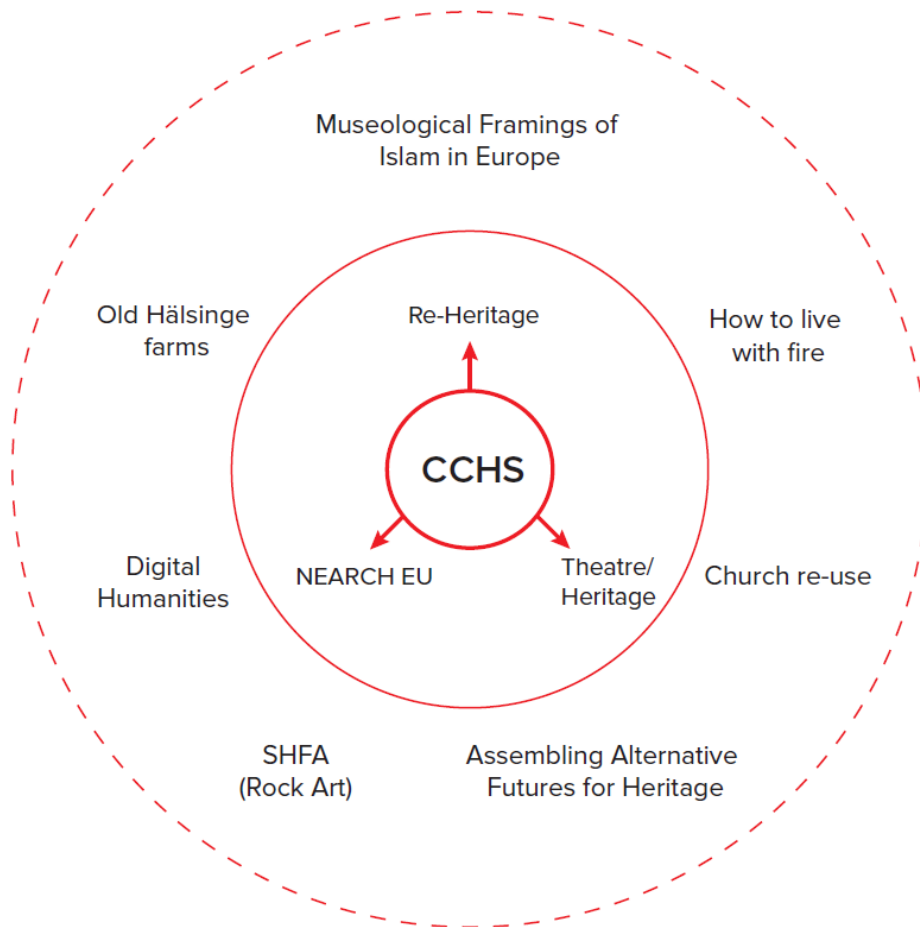 Museological Framings of
Islam in Europe
Old Hälsinge
farms
Re-Heritage
How to live
with fire
CCHS
Digital
Humanities
NEARCH EU
Theatre/
Heritage
Church re-use
SHFA
(Rock Art)
Assembling Alternative
Futures for Heritage